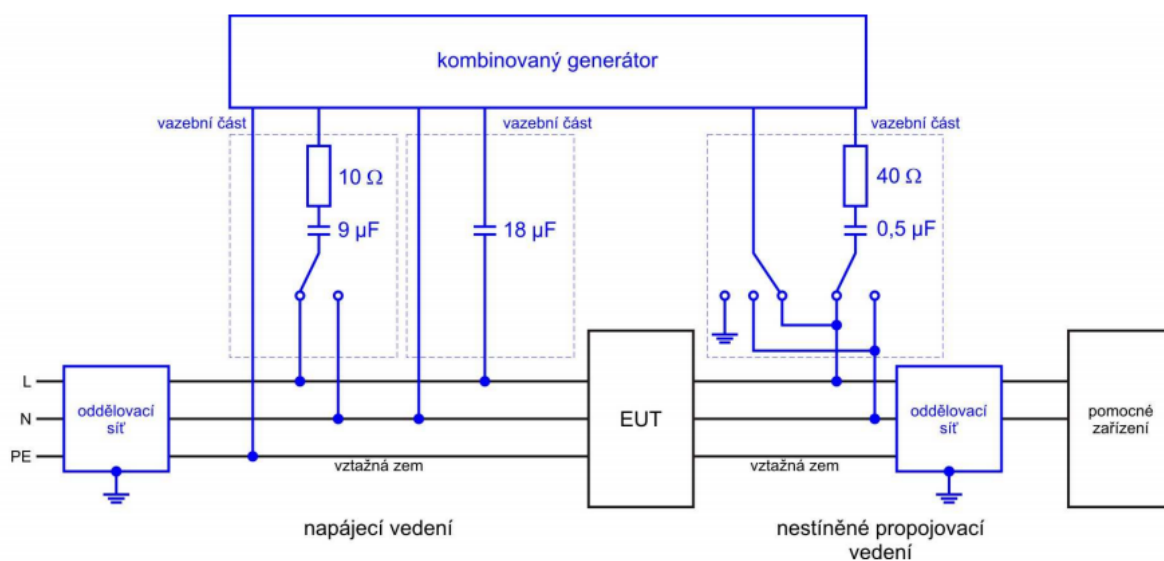 kombinovaný generátor
vazební část
vazební část
vazební část
10 Ω
40 Ω
9 µF
18 µF
0,5 µF
L
N
PE
oddělovací
síť
EUT
oddělovací
síť
pomocné
zařízení
vztažná zem
vztažná zem
napájecí vedení
nestíněné propojovací
vedení